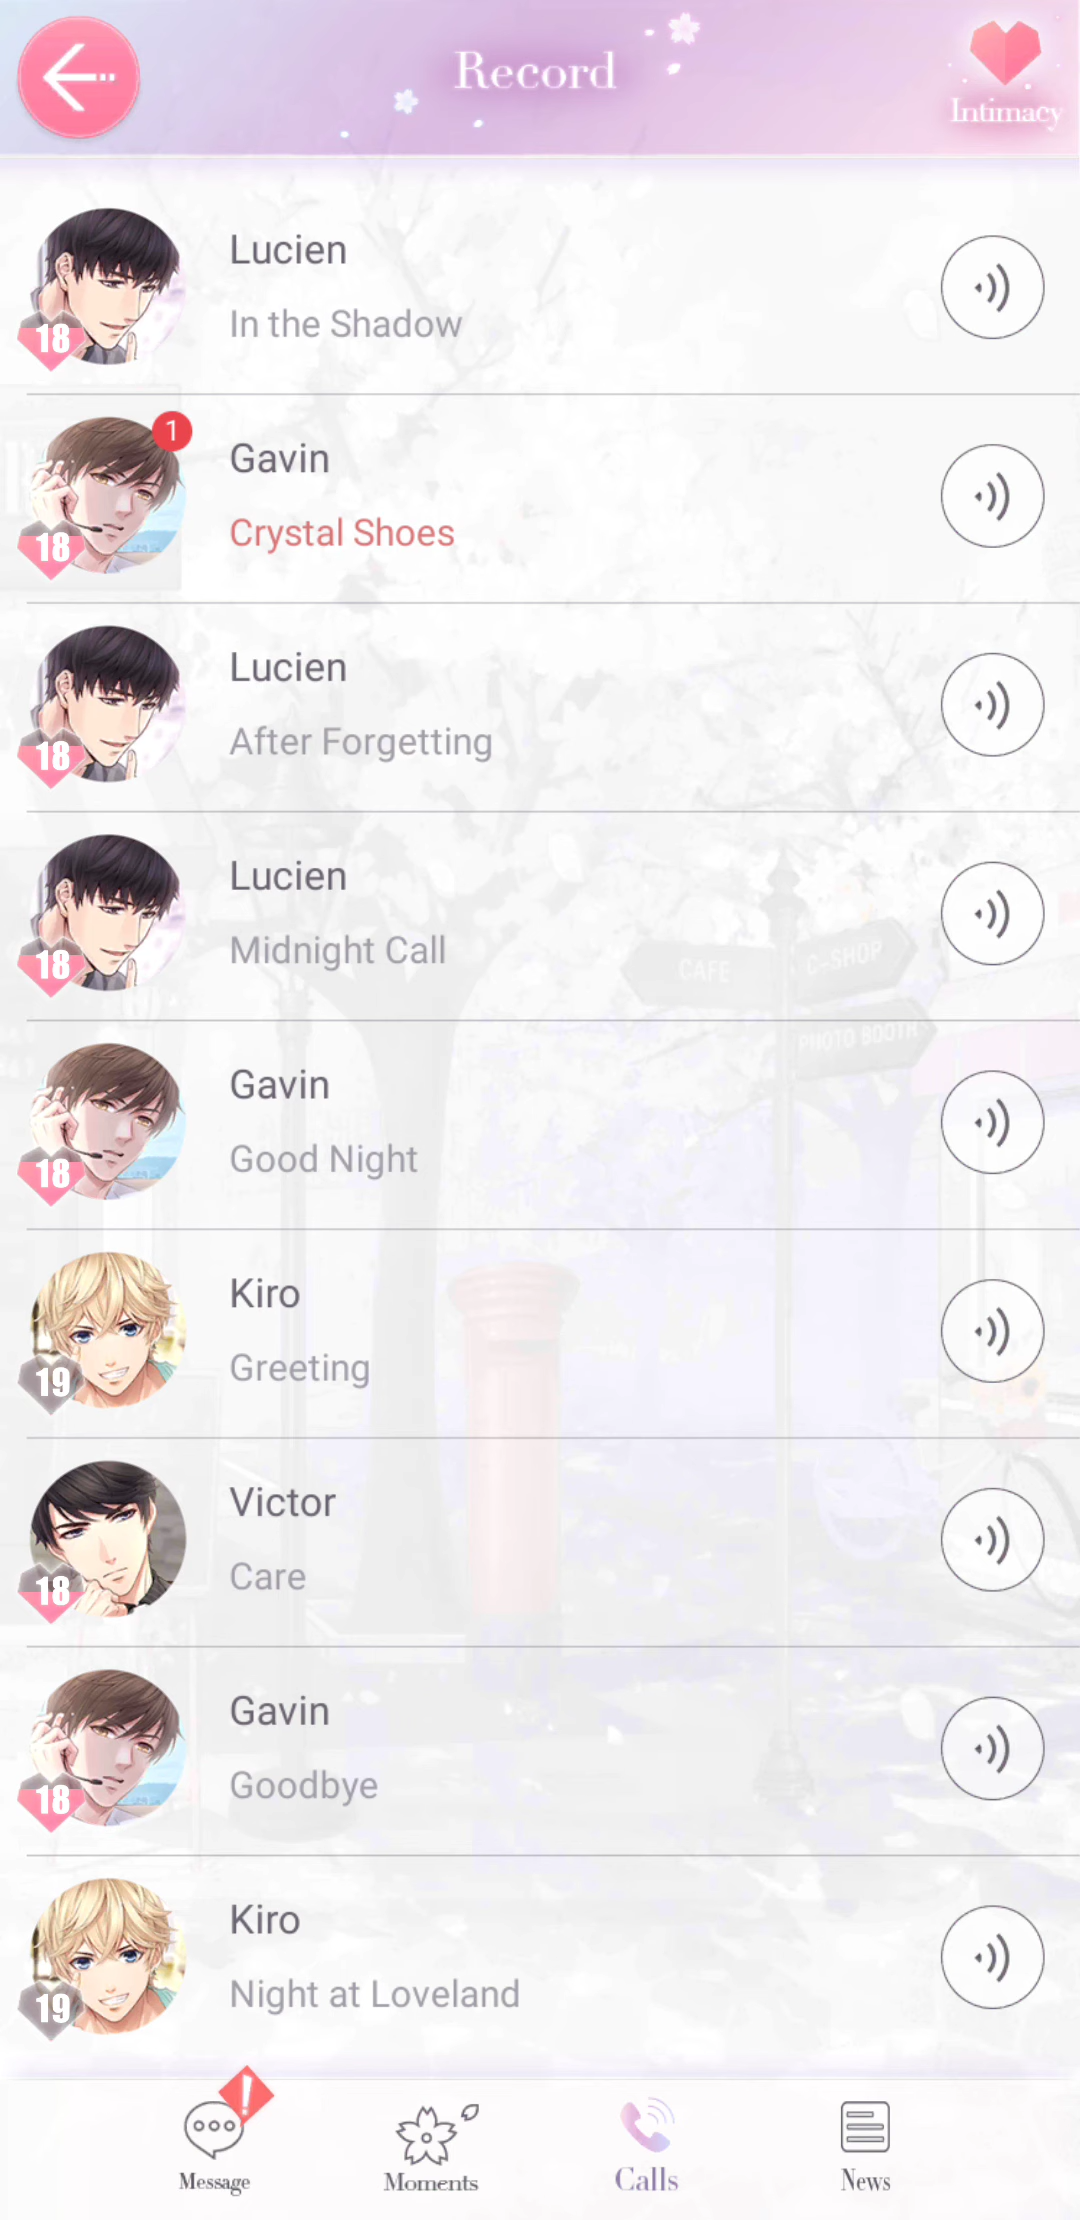 Record
Intimacy
Lucien
In the Shadow
18
1
Gavin
Crystal Shoes
18
Lucien
After Forgetting
18
Lucien
Midnight Call
18
CAFE
C-SHOP
PHOTO BOOTH
Gavin
Good Night
18
Kiro
Greeting
19
Victor
Care
18
Gavin
Goodbye
18
Kiro
Night at Loveland
19
!
Message
Moments
Calls
News